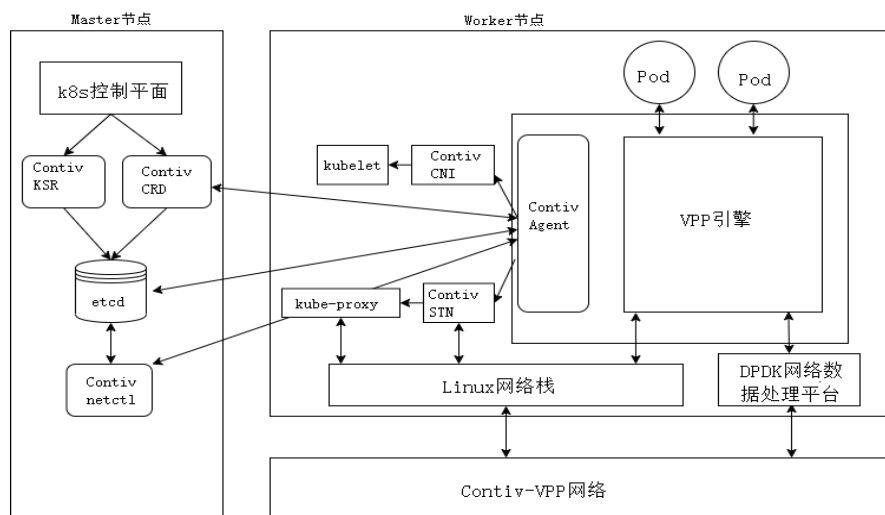 Master节点
Worker节点
k8s控制平面
Contiv
KSR
Contiv
CRD
etcd
Contiv
netctl
Pod
Pod
kubelet
Contiv
CNI
Contiv
Agent
VPP引擎
kube-proxy
Contiv
STN
Linux网络栈
DPDK网络数
据处理平台
Contiv-VPP网络